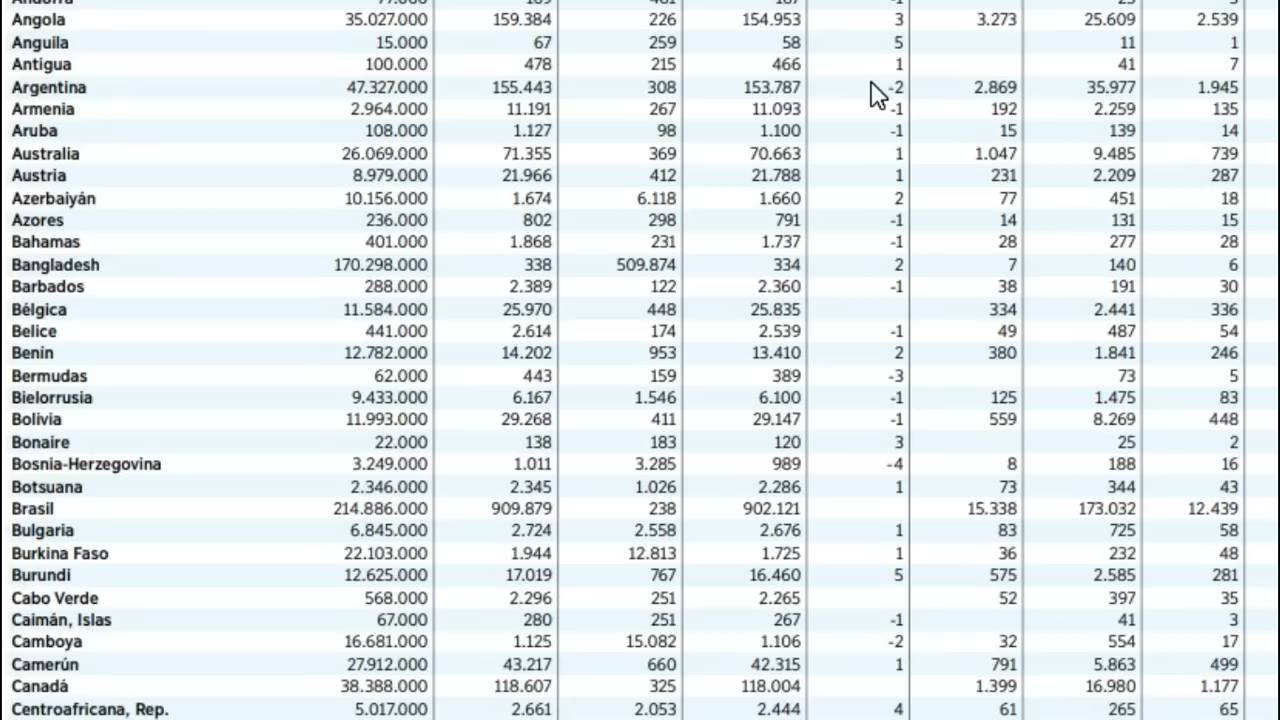 Angola 35.027.000 159.384 226 154.953 3 3.273 25.609 2.539
Anguila 15.000 67 259 58 5 11 1
Antigua 100.000 478 215 466 1 41 7
Argentina 47.327.000 155.443 308 153.787 -2 2.869 35.977 1.945
Armenia 2.964.000 11.191 267 11.093 -1 192 2.259 135
Aruba 108.000 1.127 98 1.100 -1 15 139 14
Australia 26.069.000 71.355 369 70.663 1 1.047 9.485 739
Austria 8.979.000 21.966 412 21.788 1 231 2.209 287
Azerbaiyán 10.156.000 1.674 6.118 1.660 2 77 451 18
Azores 236.000 802 298 791 -1 14 131 15
Bahamas 401.000 1.868 231 1.737 -1 28 277 28
Bangladesh 170.298.000 338 509.874 334 2 7 140 6
Barbados 288.000 2.389 122 2.360 -1 38 191 30
Bélgica 11.584.000 25.970 448 25.835 334 2.441 336
Belice 441.000 2.614 174 2.539 -1 49 487 54
Benín 12.782.000 14.202 953 13.410 2 380 1.841 246
Bermudas 62.000 443 159 389 -3 73 5
Bielorrusia 9.433.000 6.167 1.546 6.100 -1 125 1.475 83
Bolivia 11.993.000 29.268 411 29.147 -1 559 8.269 448
Bonaire 22.000 138 183 120 3 25 2
Bosnia-Herzegovina 3.249.000 1.011 3.285 989 -4 8 188 16
Botsuana 2.346.000 2.345 1.026 2.286 1 73 344 43
Brasil 214.886.000 909.879 238 902.121 15.338 173.032 12.439
Bulgaria 6.845.000 2.724 2.558 2.676 1 83 725 58
Burkina Faso 22.103.000 1.944 12.813 1.725 1 36 232 48
Burundi 12.625.000 17.019 767 16.460 5 575 2.585 281
Cabo Verde 568.000 2.296 251 2.265 52 397 35
Caimán, Islas 67.000 280 251 267 -1 41 3
Camboya 16.681.000 1.125 15.082 1.106 -2 32 554 17
Camerún 27.912.000 43.217 660 42.315 1 791 5.863 499
Canadá 38.388.000 118.607 325 118.004 1.399 16.980 1.177
Centroafricana, Rep. 5.017.000 2.661 2.053 2.444 4 61 265 65